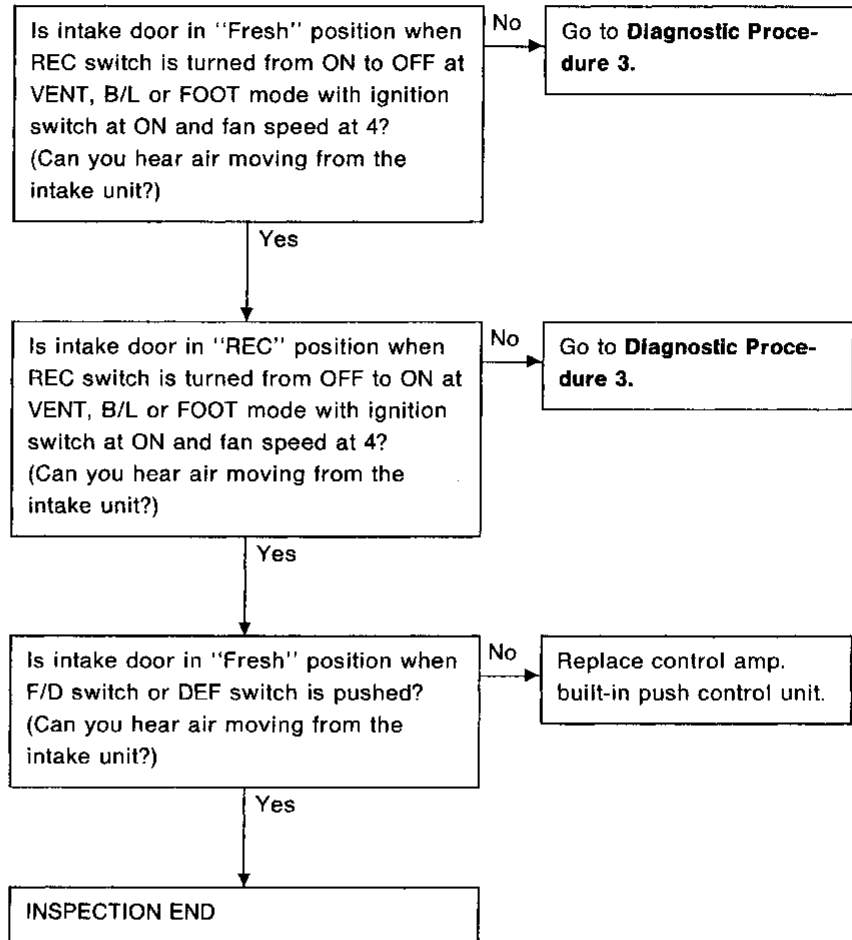 Is intake door in "Fresh" position when
REC switch is turned from ON to OFF at
VENT, B/L or FOOT mode with ignition
switch at ON and fan speed at 4?
(Can you hear air moving from the
intake unit?)
No
Go to Diagnostic Proce-
dure 3.
Yes
Is intake door in "REC" position when
REC switch is turned from OFF to ON at
VENT, B/L or FOOT mode with ignition
switch at ON and fan speed at 4?
(Can you hear air moving from the
intake unit?)
No
Go to Diagnostic Proce-
dure 3.
Yes
Is intake door in "Fresh" position when
F/D switch or DEF switch is pushed?
(Can you hear air moving from the
intake unit?)
No
Replace control amp.
built-in push control unit.
Yes
INSPECTION END